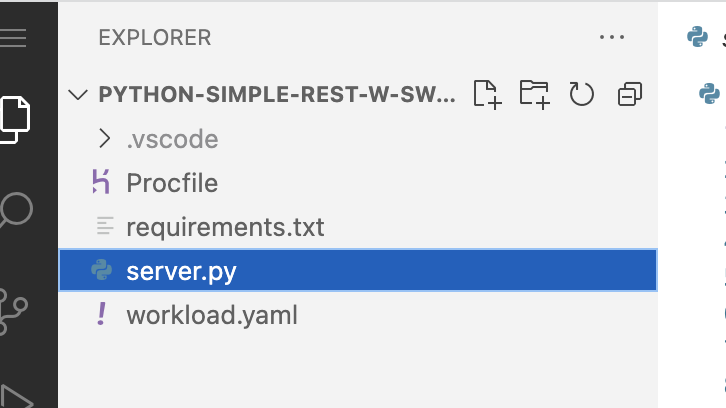 EXPLORER
PYTHON-SIMPLE-REST-W-SW...
.vscode
Procfile
requirements.txt
server.py
workload.yaml